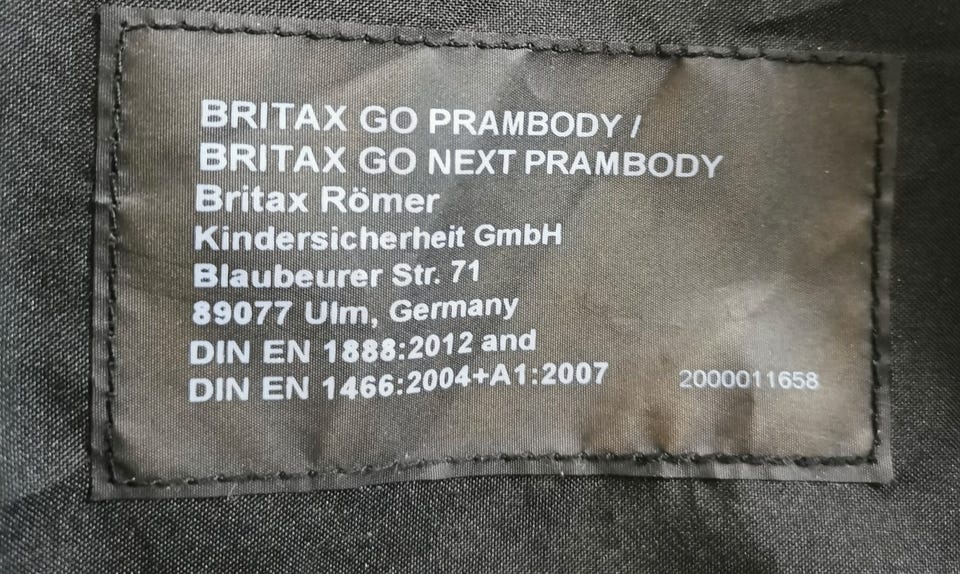 BRITAX GO PRAMBODY /
BRITAX GO NEXT PRAMBODY
Britax Römer
Kindersicherheit GmbH
Blaubeurer Str. 71
89077 Ulm, Germany
DIN EN 1888:2012 and
DIN EN 1466:2004+A1:2007 2000011658